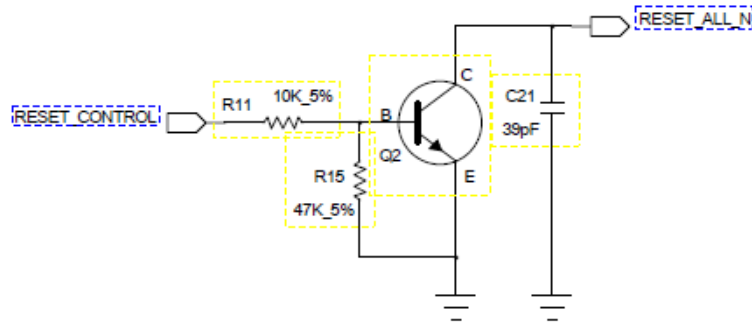 RESET_ALL_N
C
R11
10K_5%
C21
RESET_CONTROL
B
39pF
Q2
R15
E
47K_5%